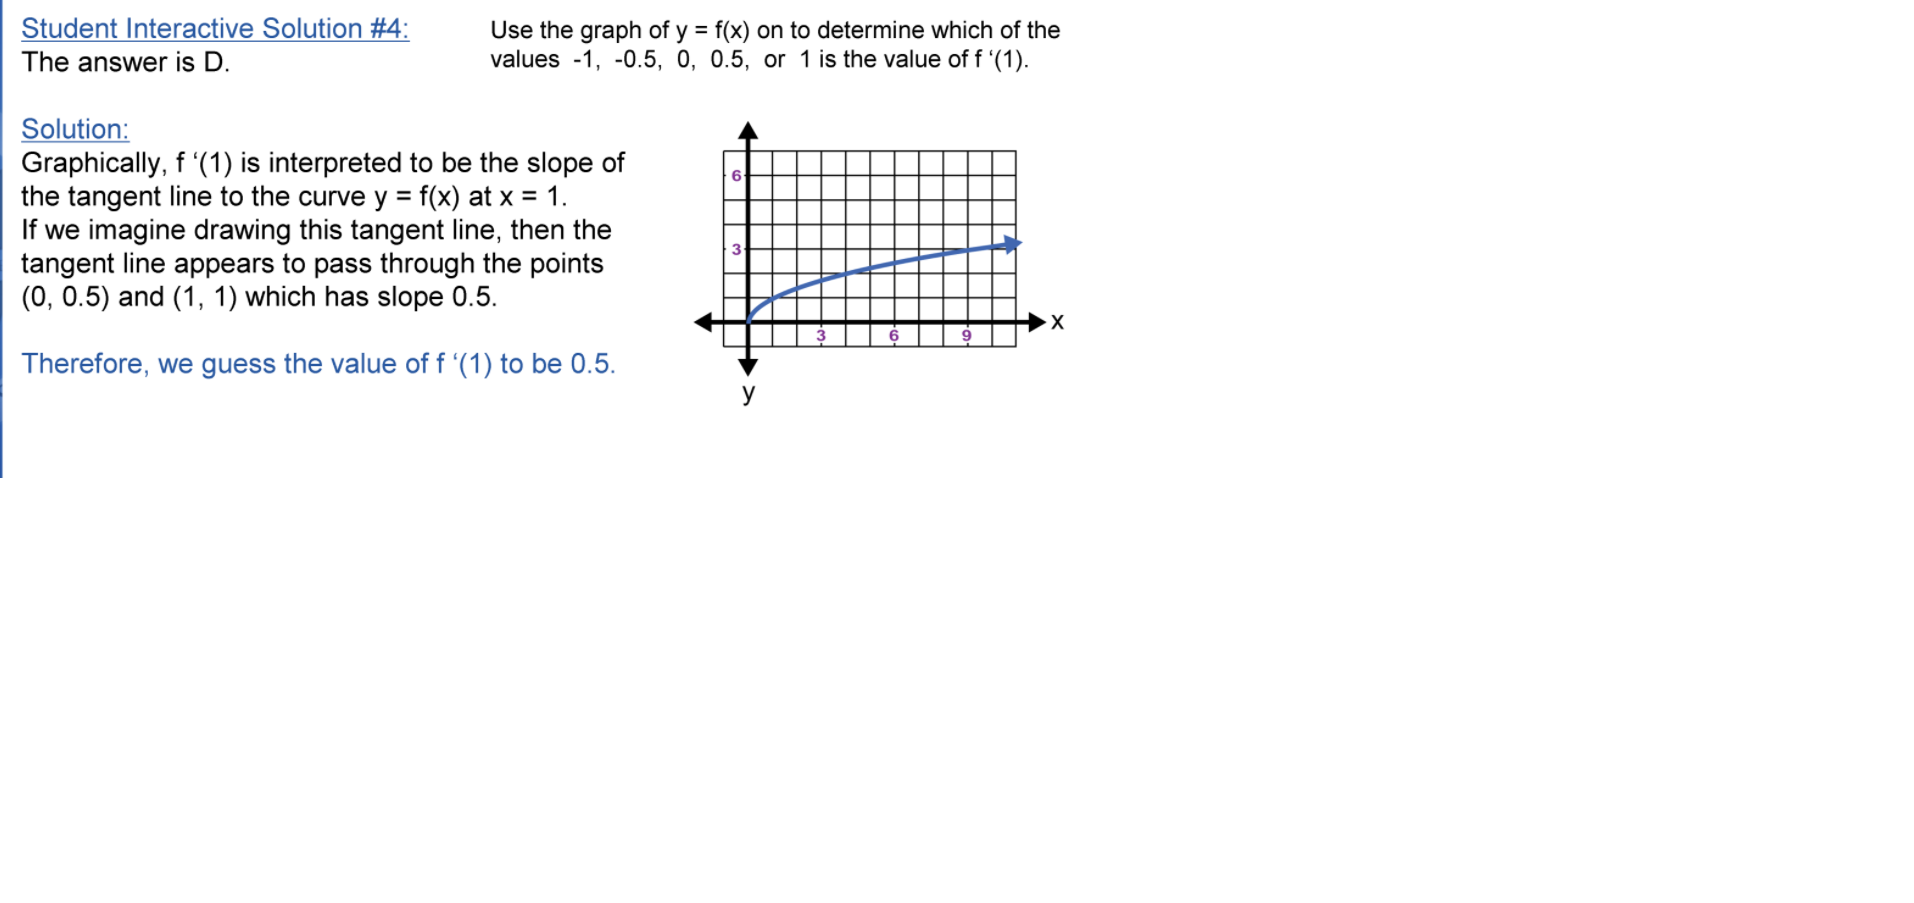 Student Interactive Solution #4:
The answer is D.
Use the graph of y = f(x) on to determine which of the
values -1, -0.5, 0, 0.5, or 1 is the value of f ‘(1).
Solution:
Graphically, f ‘(1) is interpreted to be the slope of
the tangent line to the curve y = f(x) at x = 1.
If we imagine drawing this tangent line, then the
tangent line appears to pass through the points
(0, 0.5) and (1, 1) which has slope 0.5.
Therefore, we guess the value of f ‘(1) to be 0.5.
6
3
3 6 9
x
y